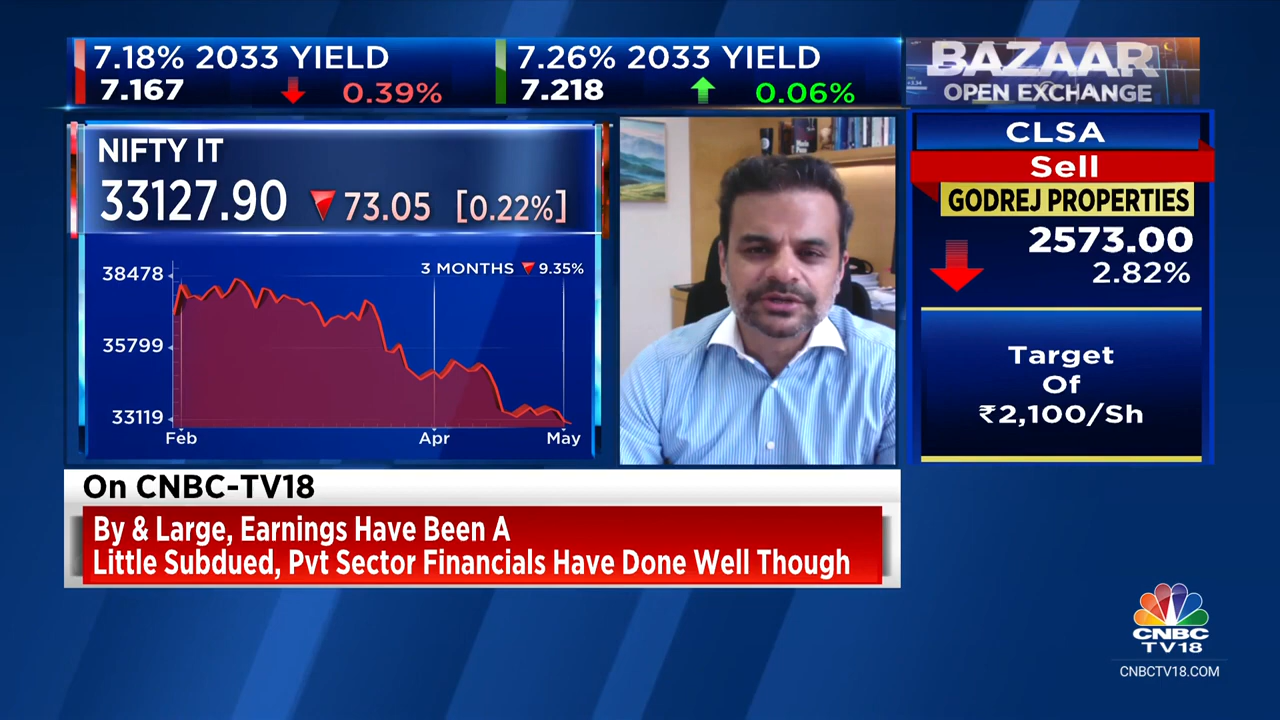 7.18% 2033 YIELD
7.167 0.39%
7.26% 2033 YIELD
7.218 0.06%
BAZAAR
OPEN EXCHANGE
NIFTY IT
33127.90 73.05 [0.22%]
3 MONTHS 9.35%
38478
35799
33119
Feb Apr May
CLSA
Sell
GODREJ PROPERTIES
2573.00
2.82%
Target
Of
₹2,100/Sh
On CNBC-TV18
By & Large, Earnings Have Been A
Little Subdued, Pvt Sector Financials Have Done Well Though
CNBC
TV18
CNBCTV18.COM